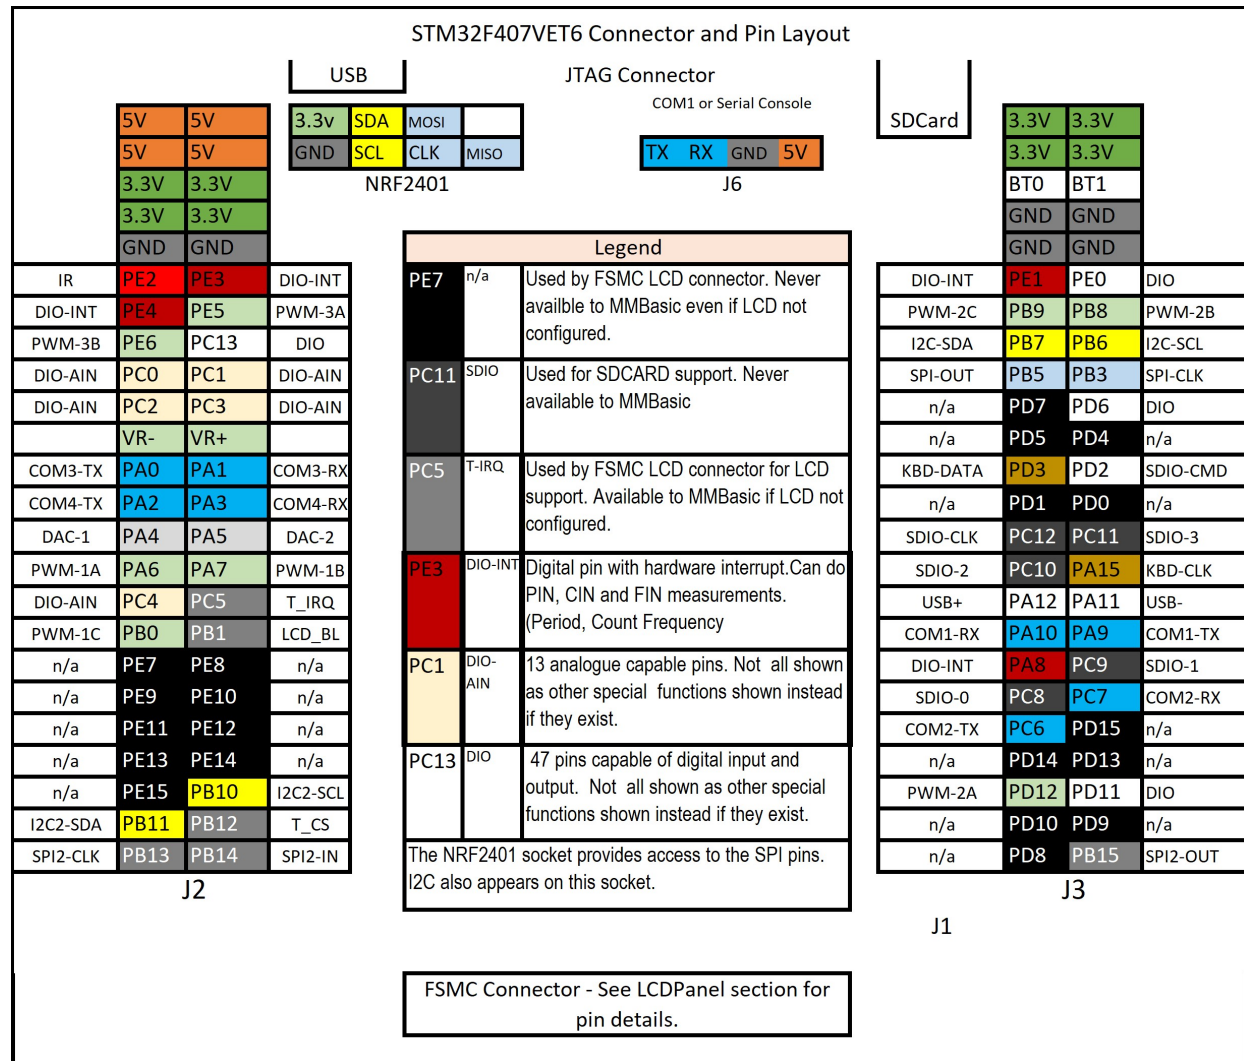 STM32F407VET6 Connector and Pin Layout
USB
JTAG Connector
COM1 or Serial Console
SDCard
3.3v SDA MOSI
GND SCL CLK MISO
NRF2401
TX RX GND 5V
J6
5V 5V
5V 5V
3.3V 3.3V
3.3V 3.3V
GND GND
IR PE2 PE3 DIO-INT
DIO-INT PE4 PE5 PWM-3A
PWM-3B PE6 PC13 DIO
DIO-AIN PC0 PC1 DIO-AIN
DIO-AIN PC2 PC3 DIO-AIN
VR- VR+
COM3-TX PA0 PA1 COM3-RX
COM4-TX PA2 PA3 COM4-RX
DAC-1 PA4 PA5 DAC-2
PWM-1A PA6 PA7 PWM-1B
DIO-AIN PC4 PC5 T_IRQ
PWM-1C PB0 PB1 LCD_BL
n/a PE7 PE8 n/a
n/a PE9 PE10 n/a
n/a PE11 PE12 n/a
n/a PE13 PE14 n/a
n/a PE15 PB10 I2C2-SCL
I2C2-SDA PB11 PB12 T_CS
SPI2-CLK PB13 PB14 SPI2-IN
J2
Legend
PE7 n/a Used by FSMC LCD connector. Never
availble to MMBasic even if LCD not
configured.
PC11 SDIO Used for SDCARD support. Never
available to MMBasic
PC5 T-IRQ Used by FSMC LCD connector for LCD
support. Available to MMBasic if LCD not
configured.
PE3 DIO-INT Digital pin with hardware interrupt.Can do
PIN, CIN and FIN measurements.
(Period, Count Frequency
PC1 DIO-AIN 13 analogue capable pins. Not all shown
as other special functions shown instead
if they exist.
PC13 DIO 47 pins capable of digital input and
output. Not all shown as other special
functions shown instead if they exist.
The NRF2401 socket provides access to the SPI pins.
I2C also appears on this socket.
3.3V 3.3V
3.3V 3.3V
BT0 BT1
GND GND
GND GND
DIO-INT PE1 PE0 DIO
PWM-2C PB9 PB8 PWM-2B
I2C-SDA PB7 PB6 I2C-SCL
SPI-OUT PB5 PB3 SPI-CLK
n/a PD7 PD6 DIO
n/a PD5 PD4 n/a
KBD-DATA PD3 PD2 SDIO-CMD
n/a PD1 PD0 n/a
SDIO-CLK PC12 PC11 SDIO-3
SDIO-2 PC10 PA15 KBD-CLK
USB+ PA12 PA11 USB-
COM1-RX PA10 PA9 COM1-TX
DIO-INT PA8 PC9 SDIO-1
SDIO-0 PC8 PC7 COM2-RX
COM2-TX PC6 PD15 n/a
n/a PD14 PD13 n/a
PWM-2A PD12 PD11 DIO
n/a PD10 PD9 n/a
n/a PD8 PB15 SPI2-OUT
J3
J1
FSMC Connector - See LCDPanel section for
pin details.